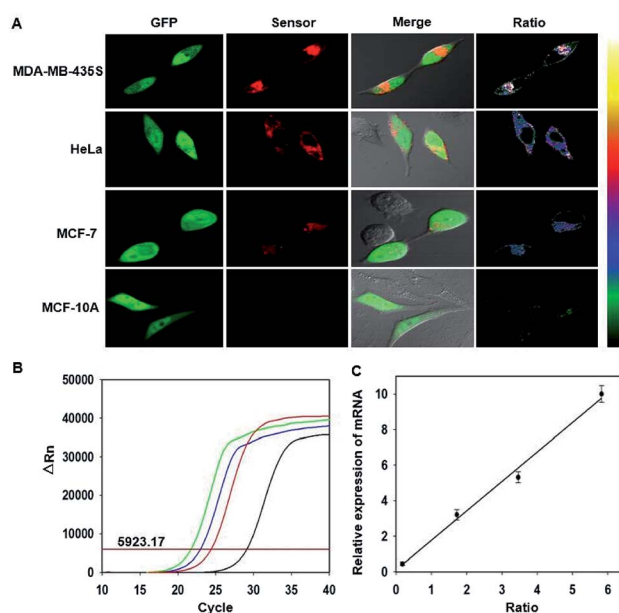 A GFP Sensor Merge Ratio
MDA-MB-435S
HeLa
MCF-7
MCF-10A
B
ΔRn
50000
40000
30000
20000
10000
0
5923.17
10 15 20 25 30 35 40
Cycle
C
Relative expression of mRNA
10
8
6
4
2
0
0 1 2 3 4 5 6
Ratio